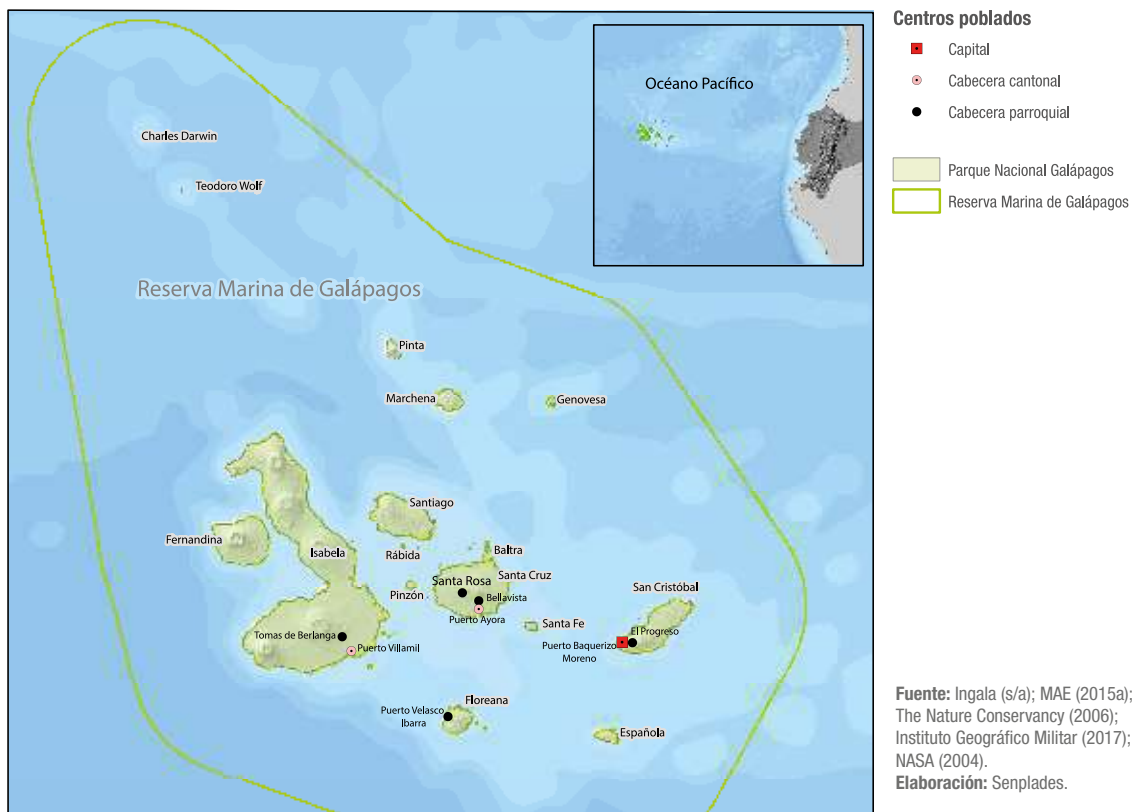 Centros poblados
Capital
Cabecera cantonal
Cabecera parroquial
Parque Nacional Galápagos
Reserva Marina de Galápagos
Océano Pacífico
Charles Darwin
Teodoro Wolf
Reserva Marina de Galápagos
Pinta
Marchena
Genovesa
Santiago
Fernandina
Isabela
Rábida
Baltra
Santa Cruz
Santa Rosa
Bellavista
Pinzón
Puerto Ayora
San Cristóbal
Santa Fe
El Progreso
Tomas de Berlanga
Puerto Villamil
Puerto Baquerizo
Moreno
Floreana
Puerto Velasco
Ibarra
Española
Fuente: Ingala (s/a); MAE (2015a);
The Nature Conservancy (2006);
Instituto Geográfico Militar (2017);
NASA (2004).
Elaboración: Senplades.